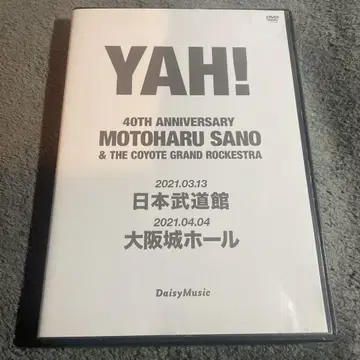 DVD
YAH!
40TH ANNIVERSARY
MOTOHARU SANO
& THE COYOTE GRAND ROCKESTRA
2021.03.13
日本武道館
2021.04.04
大阪城ホール
DaisyMusic